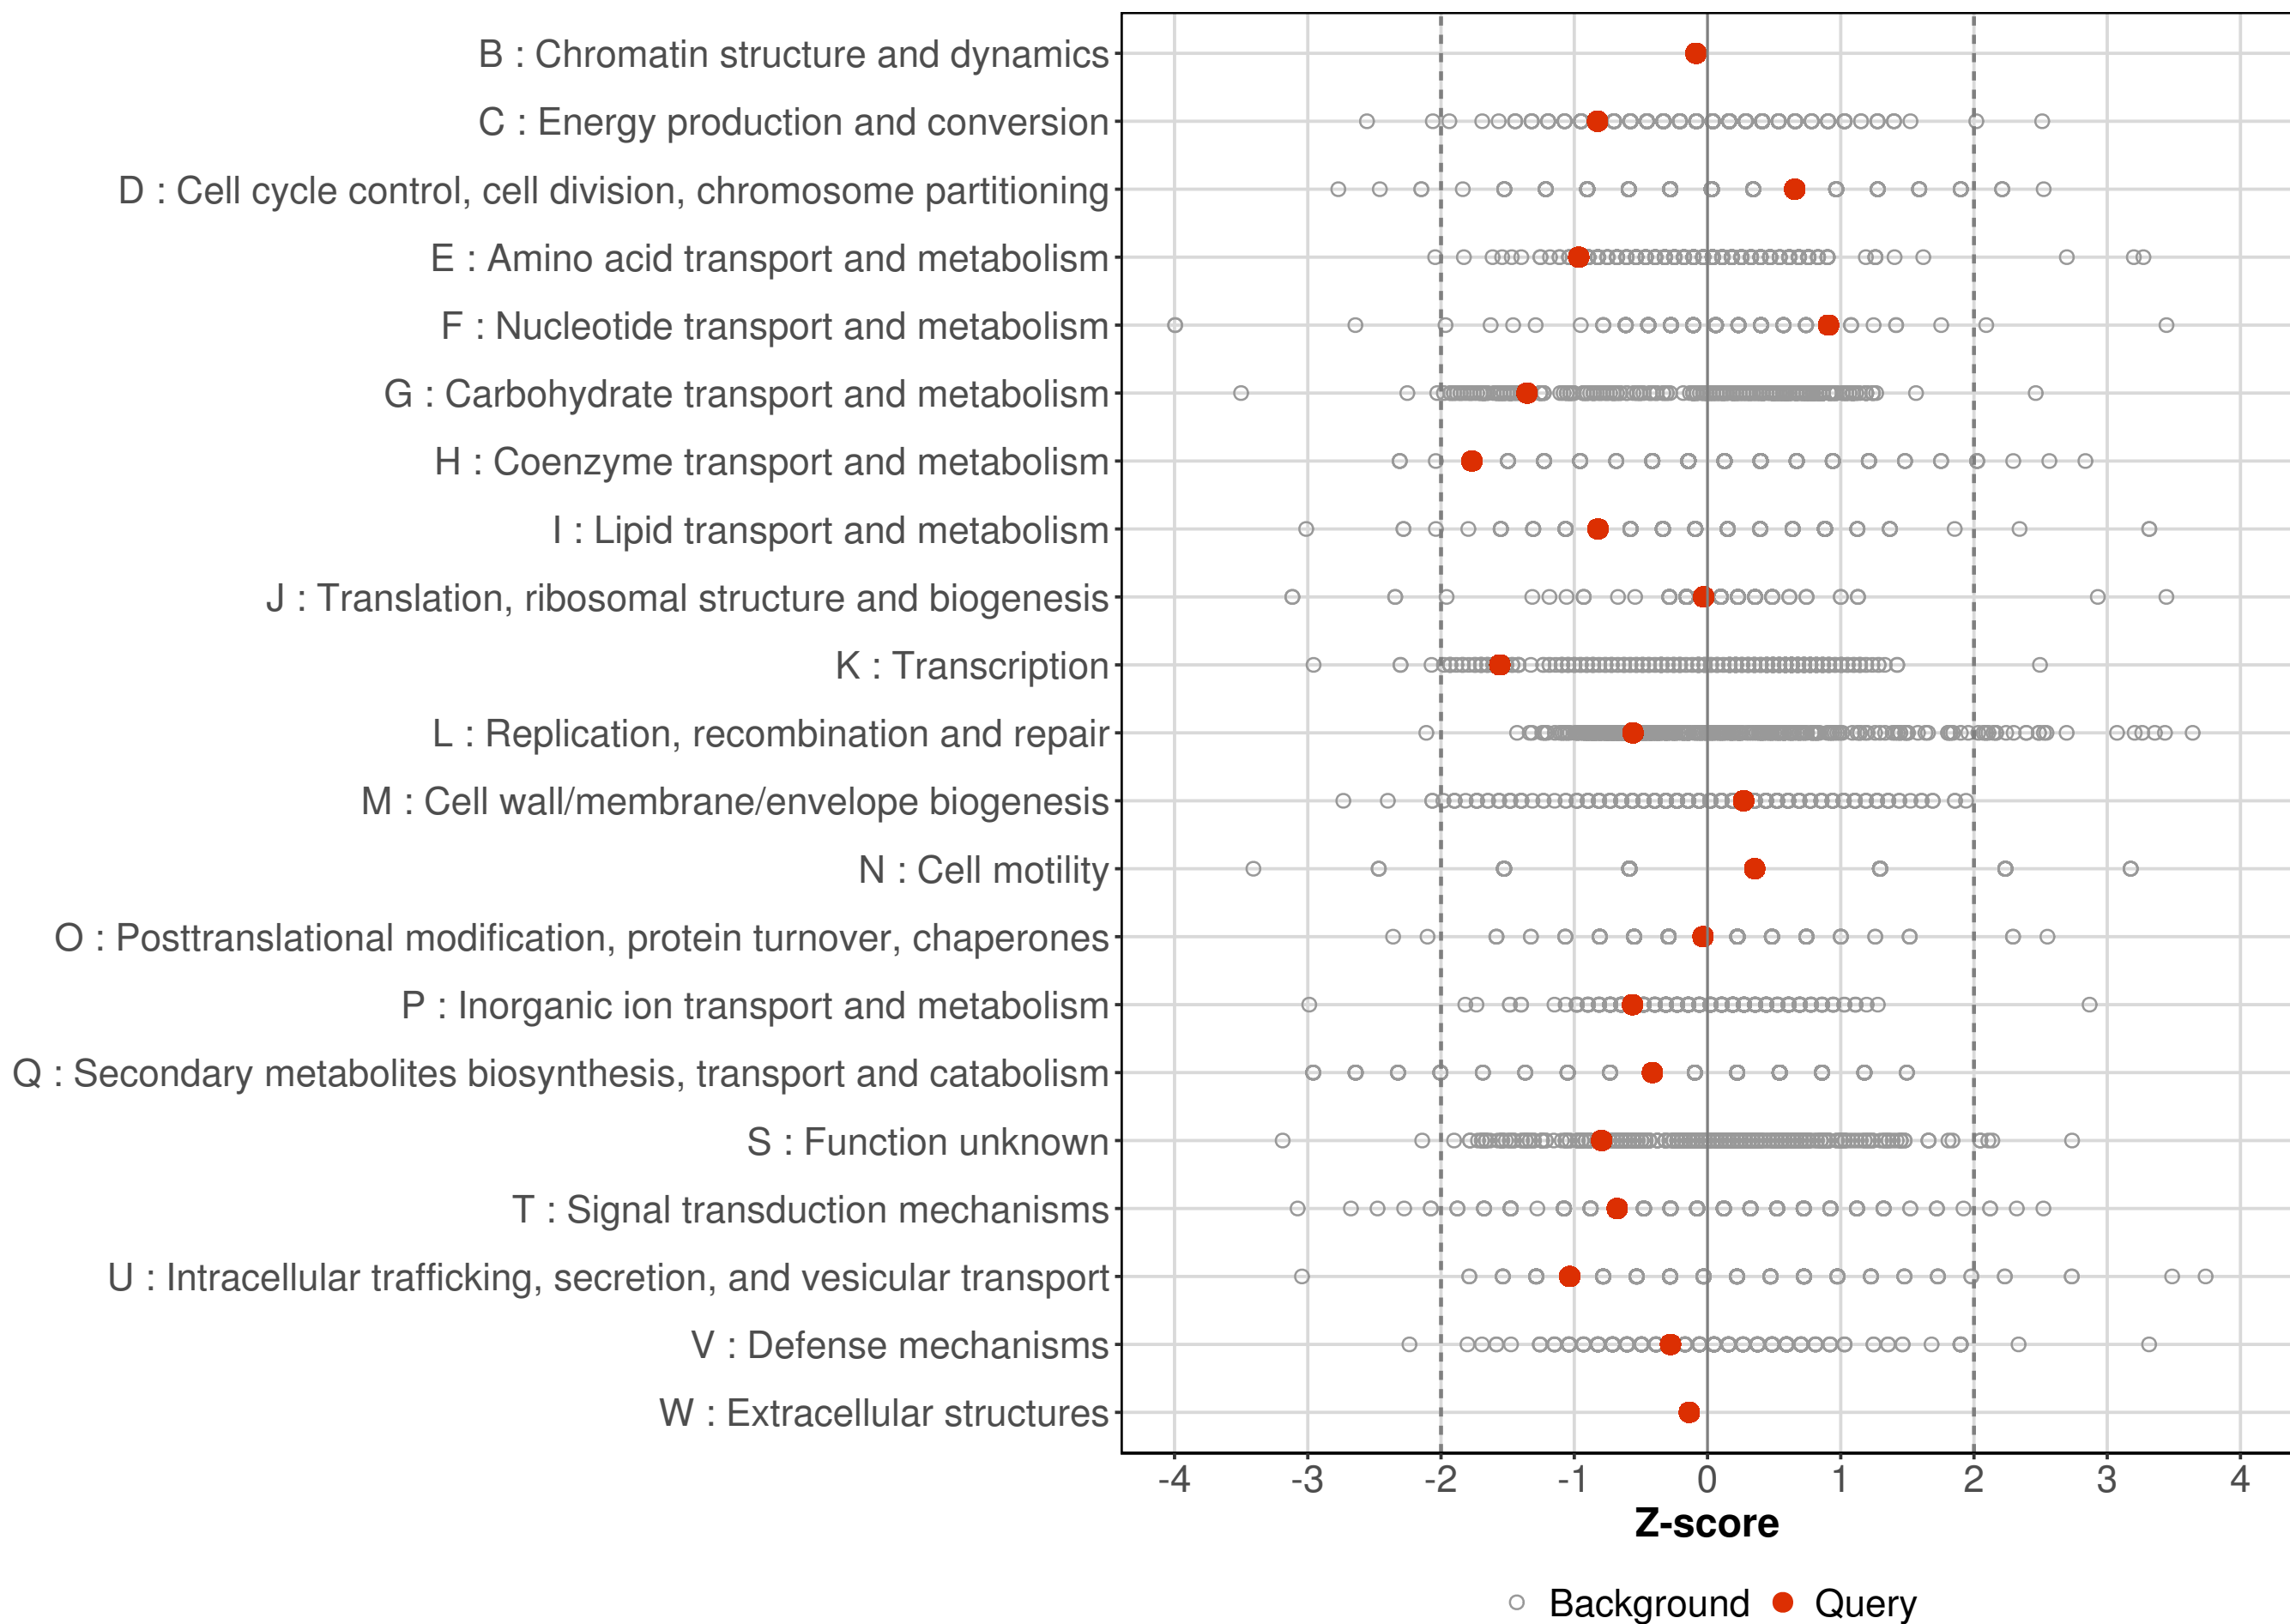 B : Chromatin structure and dynamics
C : Energy production and conversion
D : Cell cycle control, cell division, chromosome partitioning
E : Amino acid transport and metabolism
F : Nucleotide transport and metabolism
G : Carbohydrate transport and metabolism
H : Coenzyme transport and metabolism
I : Lipid transport and metabolism
J : Translation, ribosomal structure and biogenesis
K : Transcription
L : Replication, recombination and repair
M : Cell wall/membrane/envelope biogenesis
N : Cell motility
O : Posttranslational modification, protein turnover, chaperones
P : Inorganic ion transport and metabolism
Q : Secondary metabolites biosynthesis, transport and catabolism
S : Function unknown
T : Signal transduction mechanisms
U : Intracellular trafficking, secretion, and vesicular transport
V : Defense mechanisms
W : Extracellular structures
-4 -3 -2 -1 0 1 2 3 4
Z-score
Background Query